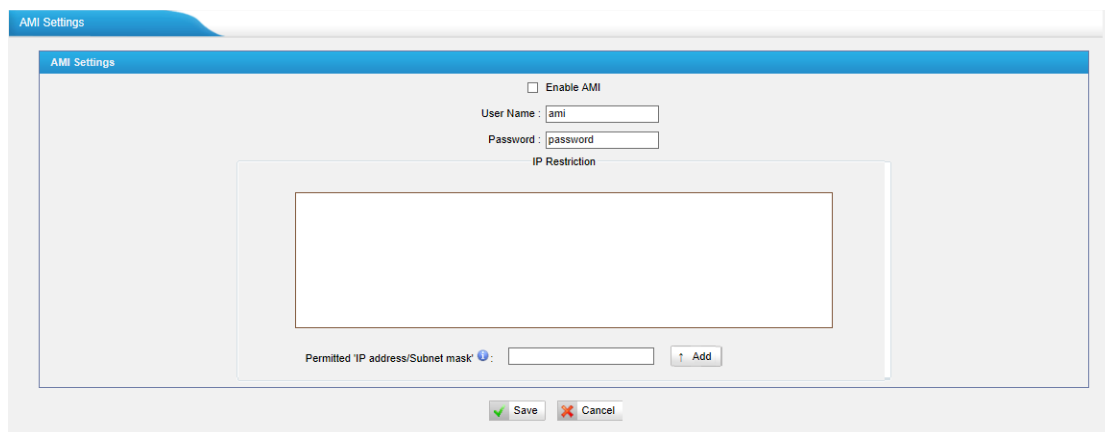 AMI Settings
AMI Settings
Enable AMI
User Name : ami
Password : password
IP Restriction
Permitted 'IP address/Subnet mask' i :
↑ Add
Save Cancel